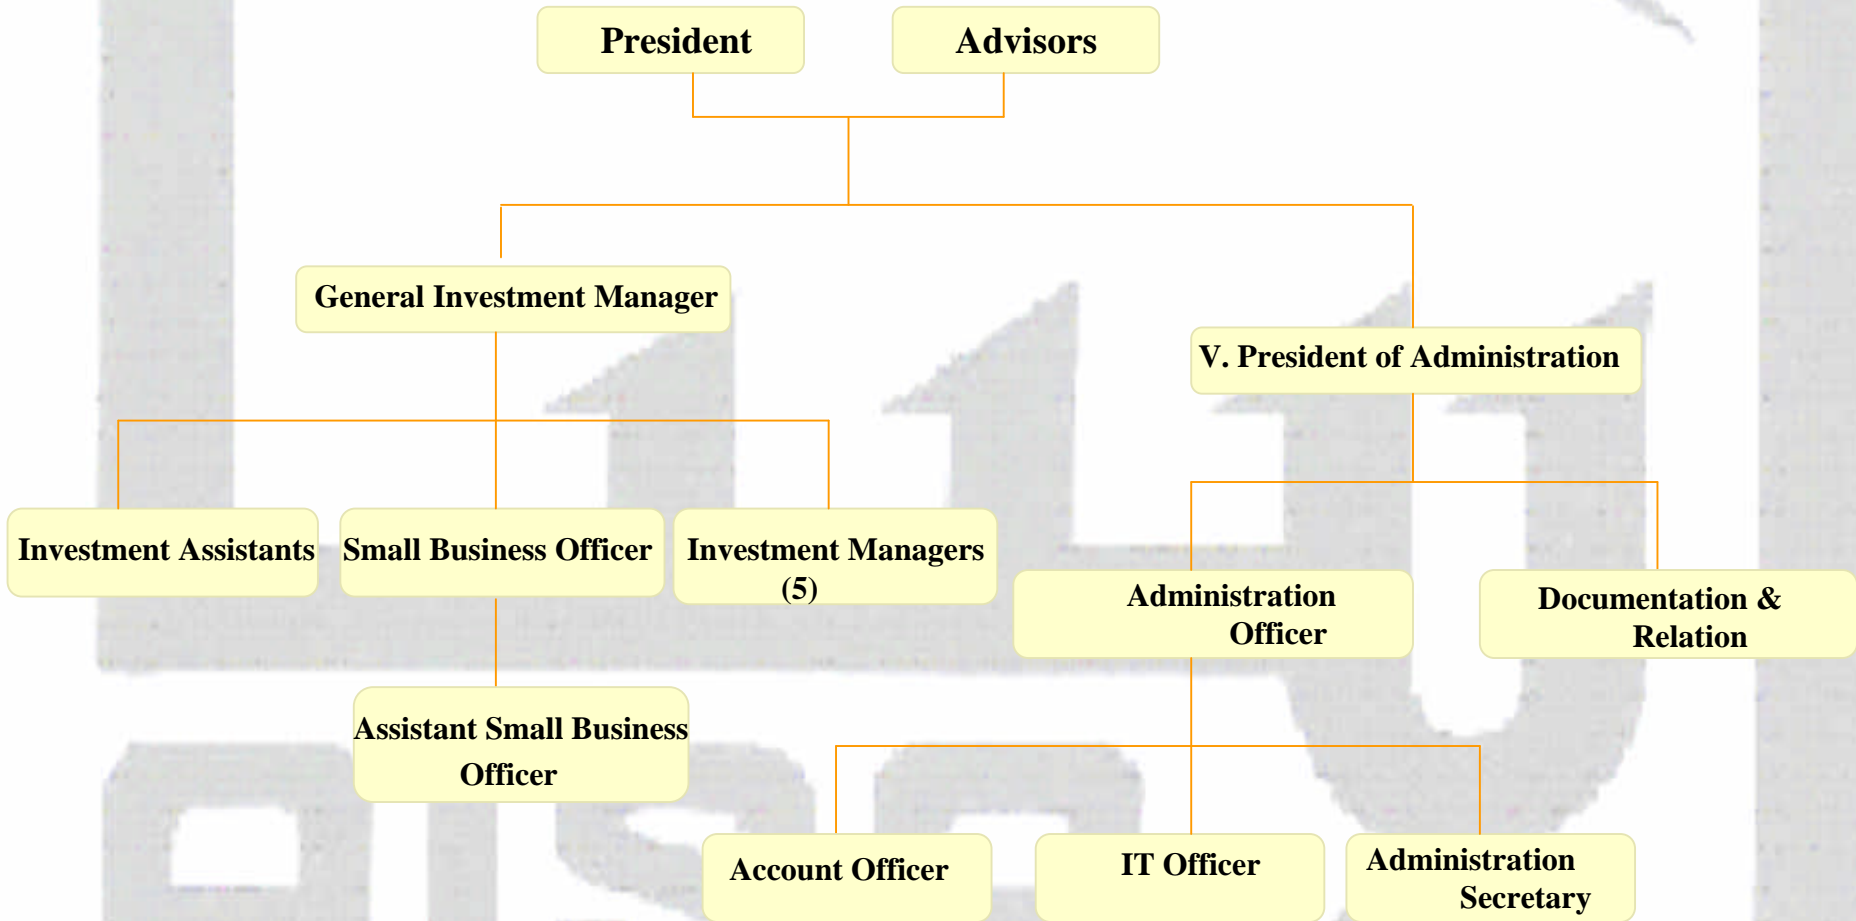 President
Advisors
General Investment Manager
V. President of Administration
Investment Assistants
Small Business Officer
Investment Managers
(5)
Administration
Officer
Documentation &
Relation
Assistant Small Business
Officer
Account Officer
IT Officer
Administration
Secretary